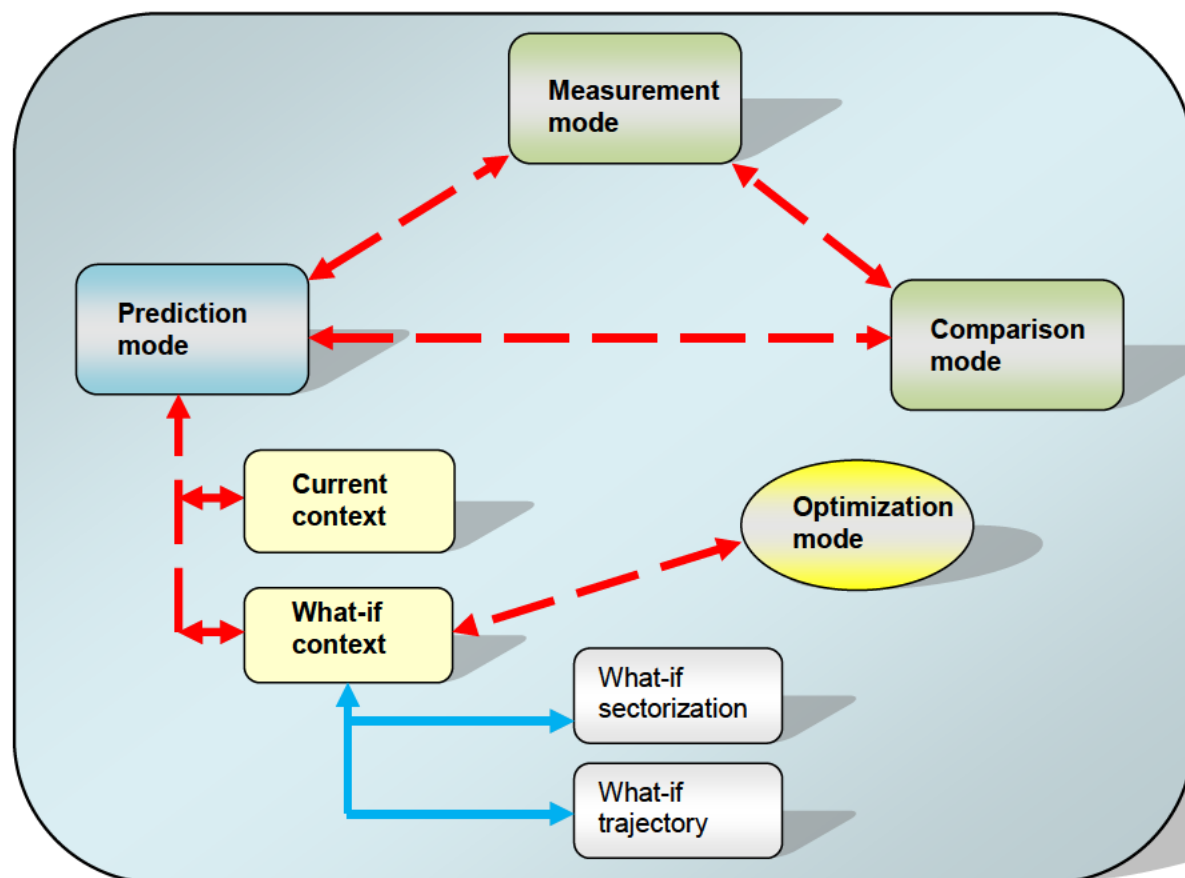 Measurement
mode
Prediction
mode
Comparison
mode
Current
context
Optimization
mode
What-if
context
What-if
sectorization
What-if
trajectory